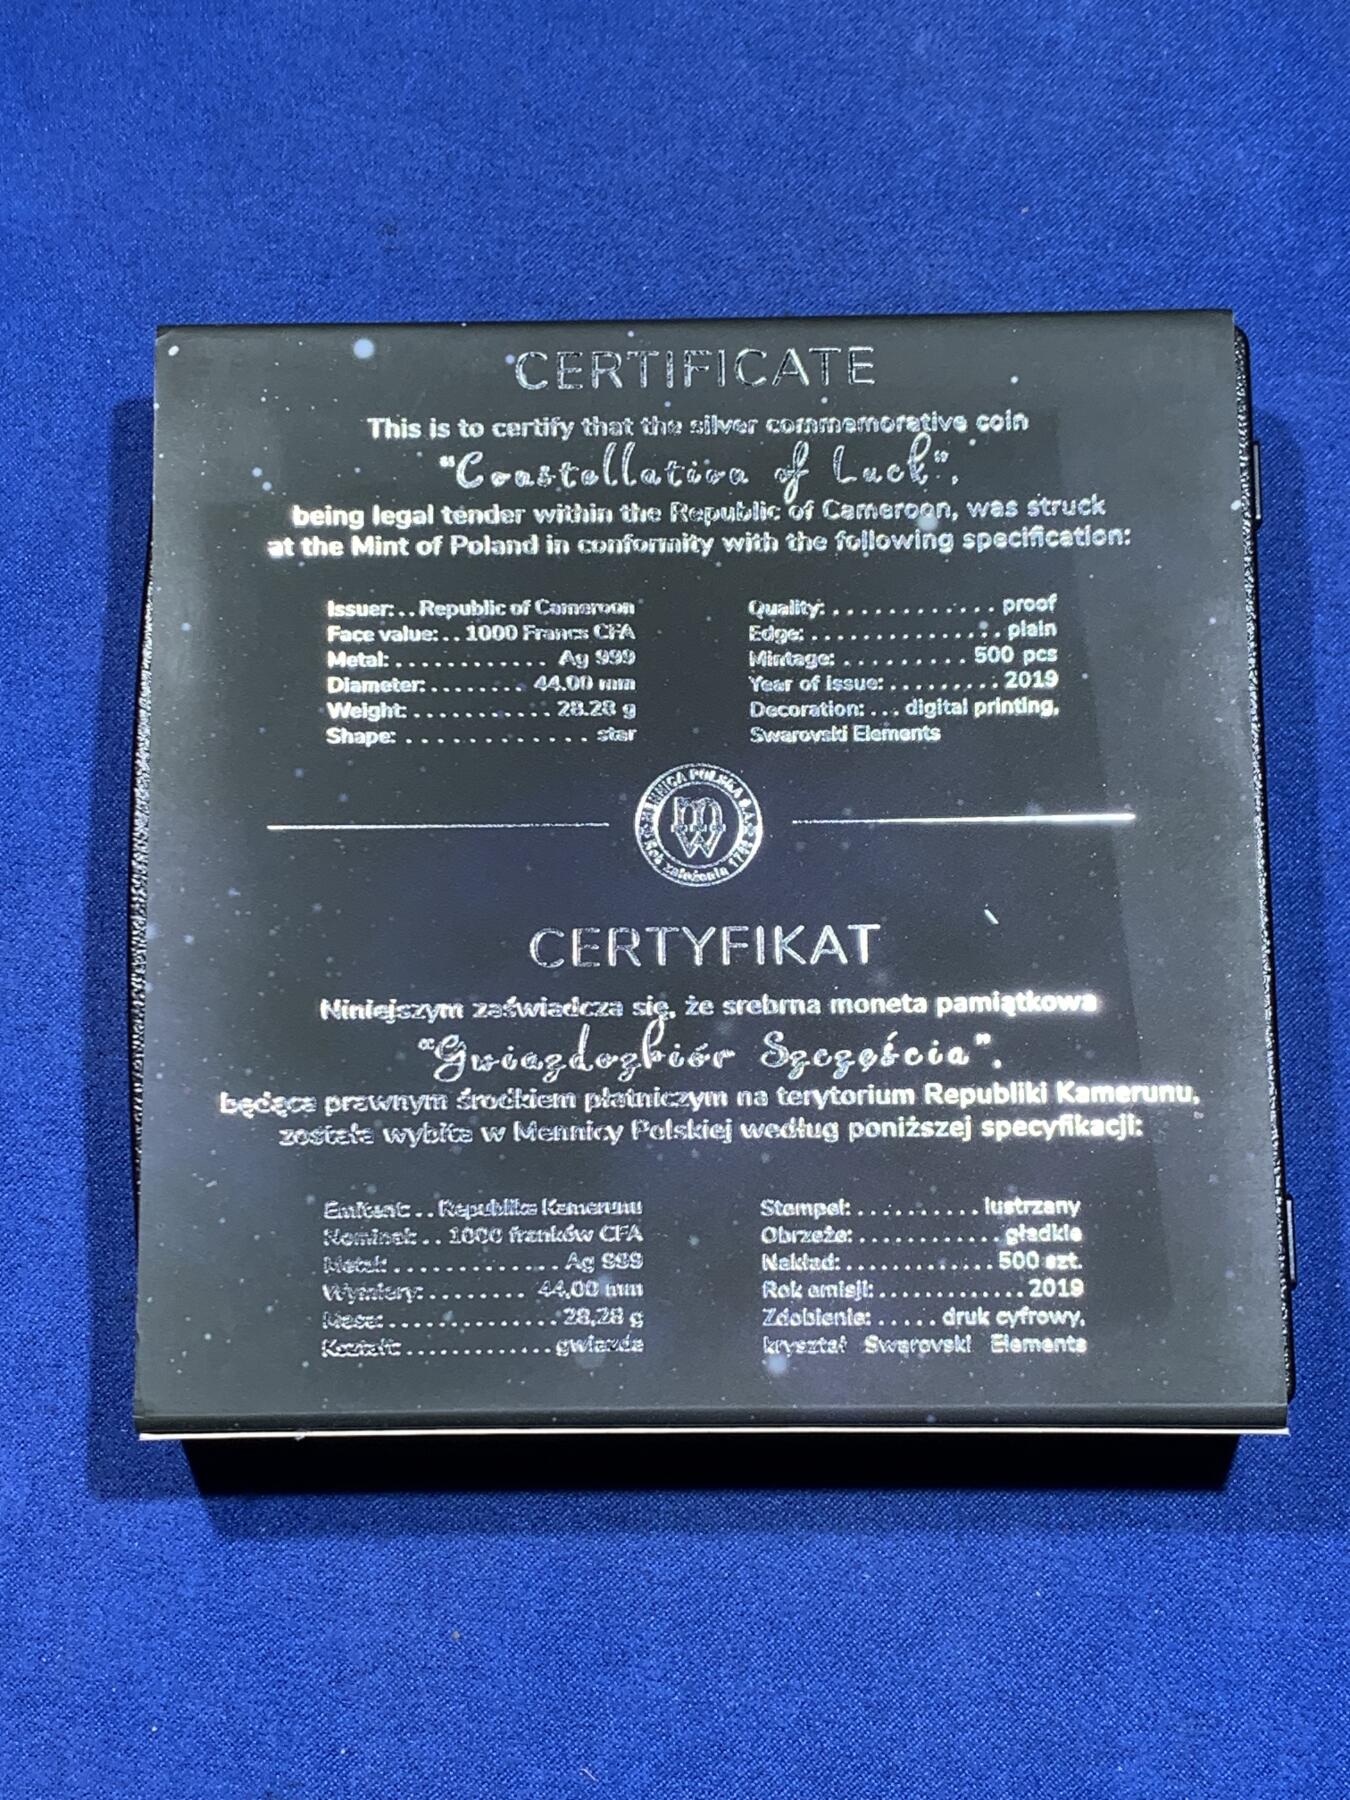 CERTIFICATE
This is to certify that the silver commemorative coin
"Constellation of Luck",
being legal tender within the Republic of Cameroon, was struck
at the Mint of Poland in conformity with the following specification:
Issuer:..Republic of Cameroon
Face value:..1000 Francs CFA
Metal:............Ag 999
Diameter:........44.00 mm
Weight:............28.28 g
Shape:..............star
Quality:.............proof
Edge:...............plain
Mintage:..........500 pcs
Year of issue:.........2019
Decoration:...digital printing,
Swarovski Elements
MENNICA POLSKA S.A.
Rok założenia 1766
mw
CERTYFIKAT
Niniejszym zaświadcza się, że srebrna moneta pamiątkowa
"Gwiazdozbiór Szczęścia",
będąca prawnym środkiem płatniczym na terytorium Republiki Kamerunu,
została wybita w Mennicy Polskiej według poniższej specyfikacji:
Emitent:..Republika Kamerunu
Nominał:..1000 franków CFA
Metal:..............Ag 999
Wymiary:.........44,00 mm
Masa:..............28,28 g
Kształt:............gwiazda
Stempel:..........lustrzany
Obrzeże:............gładkie
Nakład:............500 szt.
Rok emisji:............2019
Zdobienie:.....druk cyfrowy,
kryształ Swarovski Elements